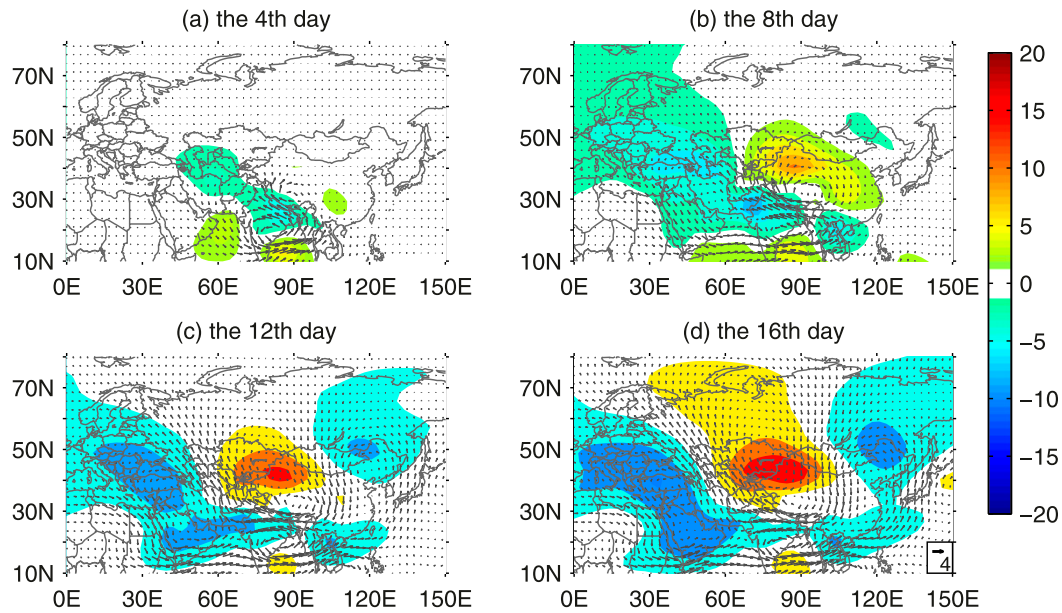 (a) the 4th day
(b) the 8th day
70N
50N
30N
10N
0E 30E 60E 90E 120E 150E
70N
50N
30N
10N
0E 30E 60E 90E 120E 150E
(c) the 12th day
(d) the 16th day
70N
50N
30N
10N
0E 30E 60E 90E 120E 150E
70N
50N
30N
10N
0E 30E 60E 90E 120E 150E
4
20
15
10
5
0
−5
−10
−15
−20